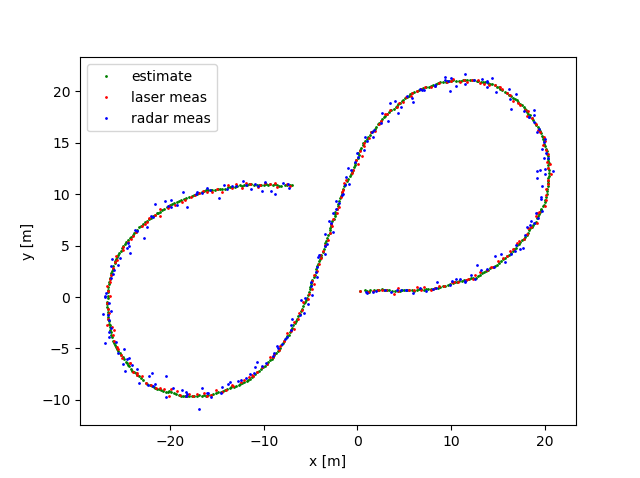 estimate
laser meas
radar meas
y [m]
20
15
10
5
0
−5
−10
−20
−10
0
10
20
x [m]